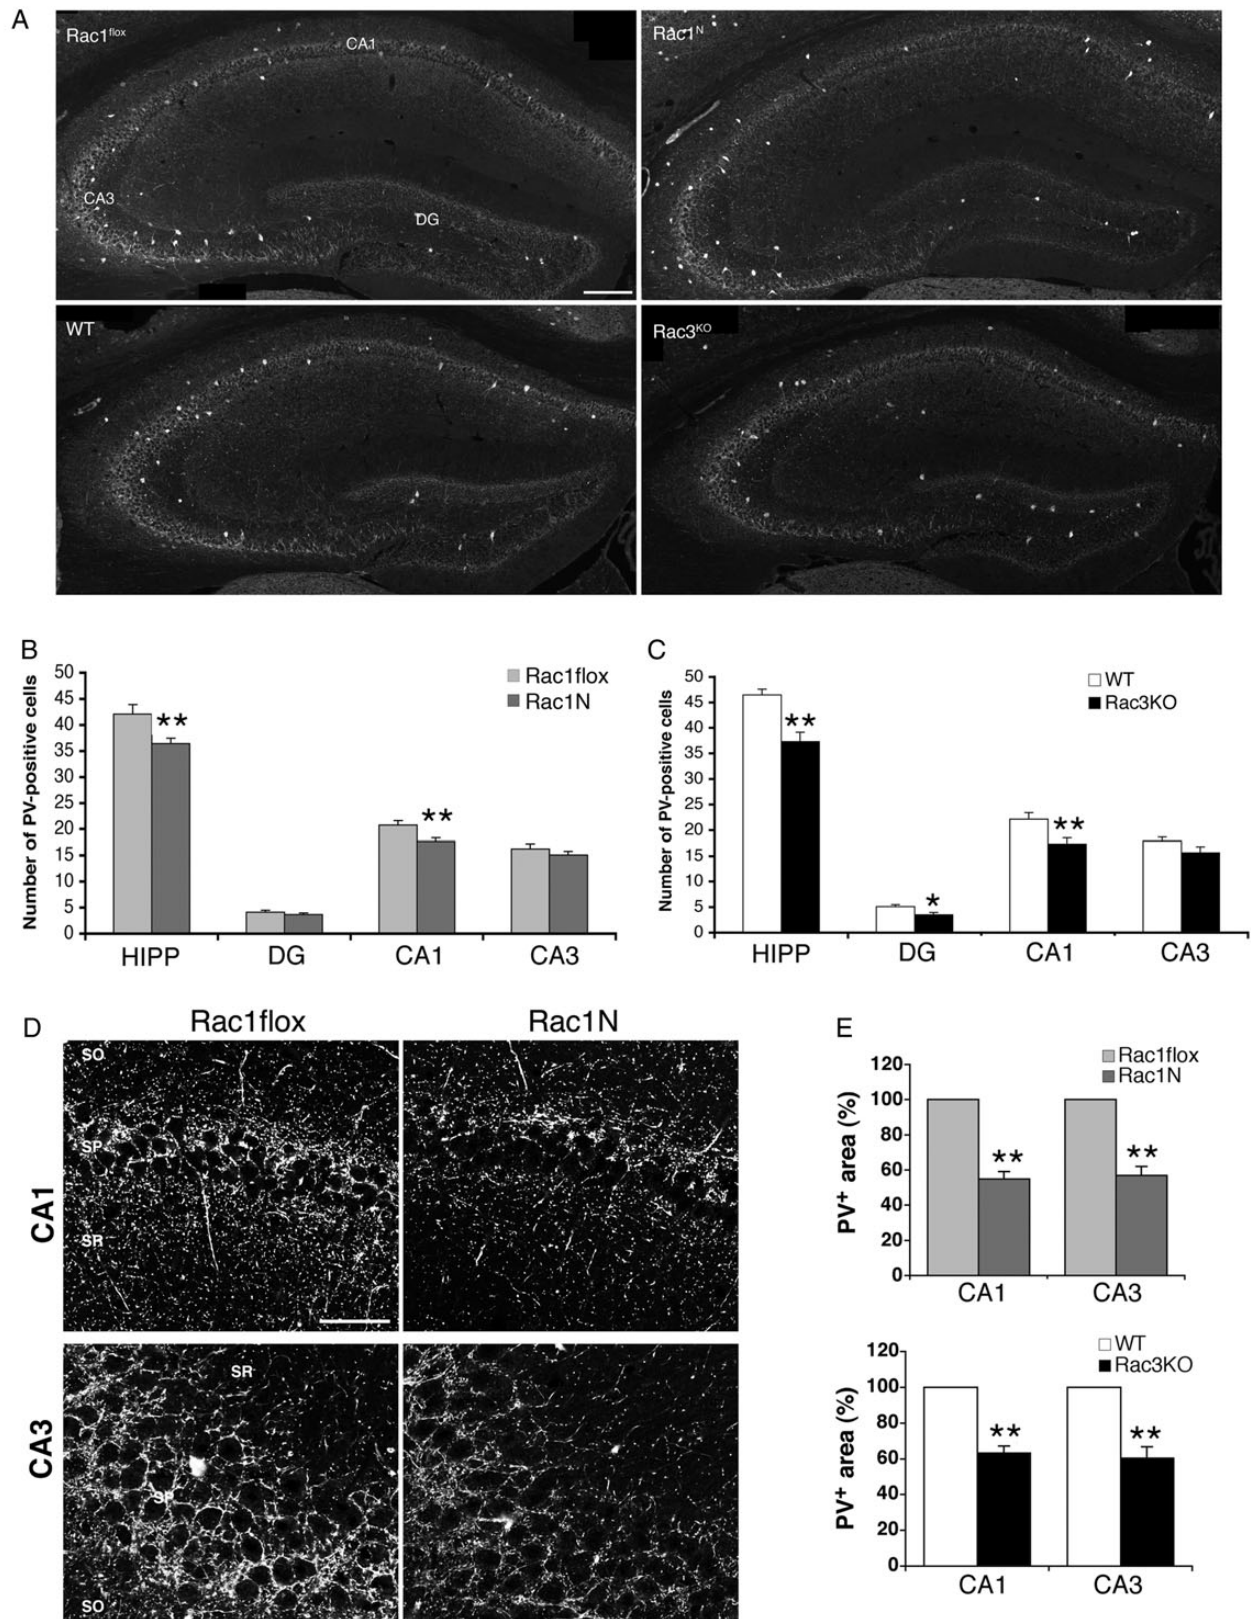 A
Rac1flox
CA1
CA3
DG
Rac1N
WT
Rac3KO
B
Number of PV-positive cells
50
45
40
35
30
25
20
15
10
5
0
**
**
HIPP
DG
CA1
CA3
Rac1flox
Rac1N
C
Number of PV-positive cells
50
45
40
35
30
25
20
15
10
5
0
**
*
**
HIPP
DG
CA1
CA3
WT
Rac3KO
D
Rac1flox
Rac1N
CA1
SO
SP
SR
CA3
SR
SP
SO
E
Rac1flox
Rac1N
PV+ area (%)
120
100
80
60
40
20
0
**
**
CA1
CA3
WT
Rac3KO
PV+ area (%)
120
100
80
60
40
20
0
**
**
CA1
CA3